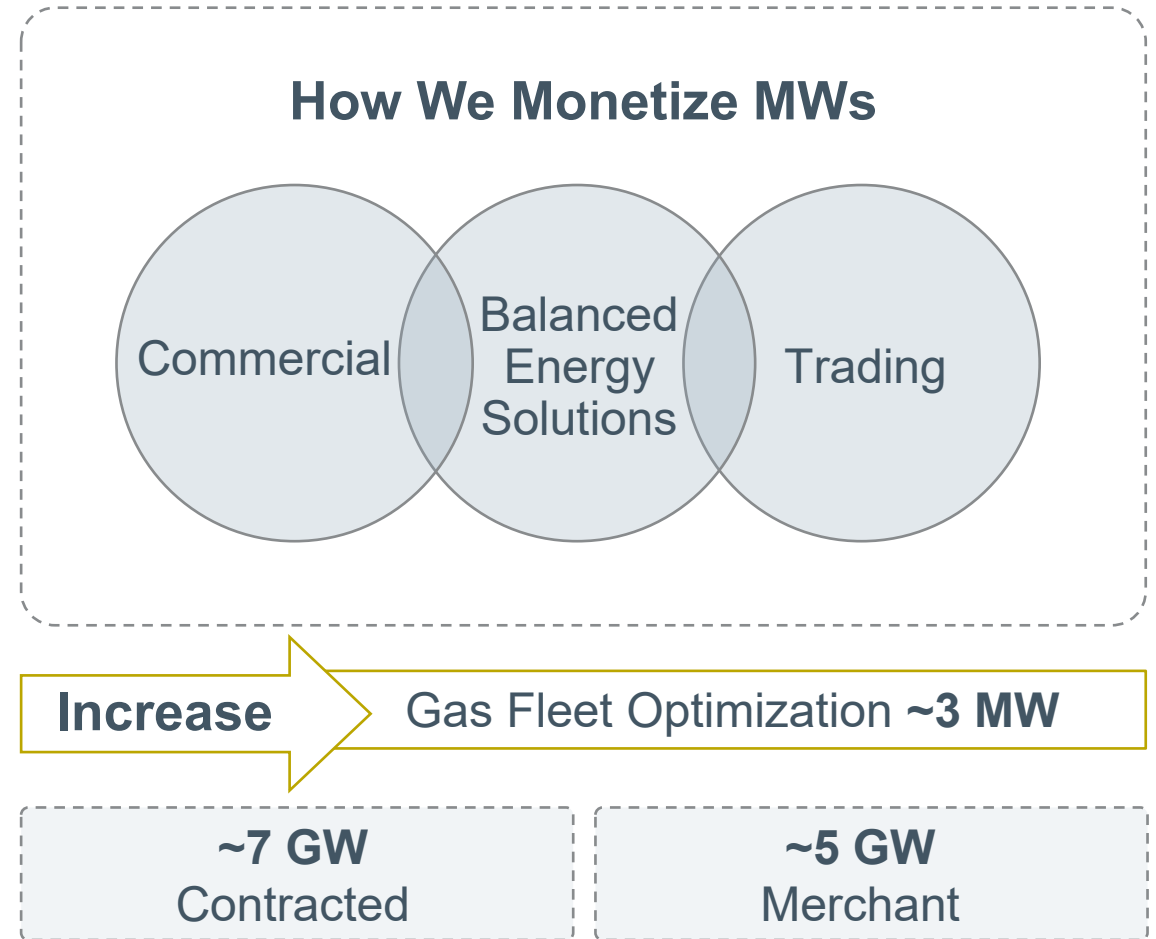 How We Monetize MWs
Commercial
Balanced
Energy
Solutions
Trading
Increase
Gas Fleet Optimization ~3 MW
~7 GW
Contracted
~5 GW
Merchant